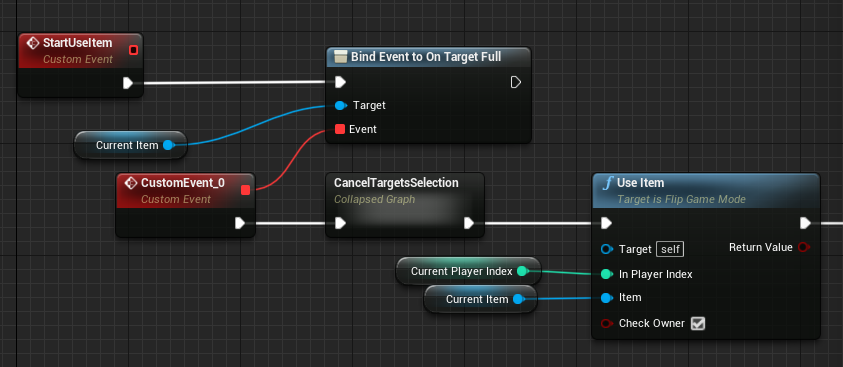 StartUseItem
Custom Event
Bind Event to On Target Full
Target
Event
Current Item
CustomEvent_0
Custom Event
CancelTargetsSelection
Collapsed Graph
f Use Item
Target is Flip Game Mode
Target self
Return Value
Current Player Index
In Player Index
Current Item
Item
Check Owner